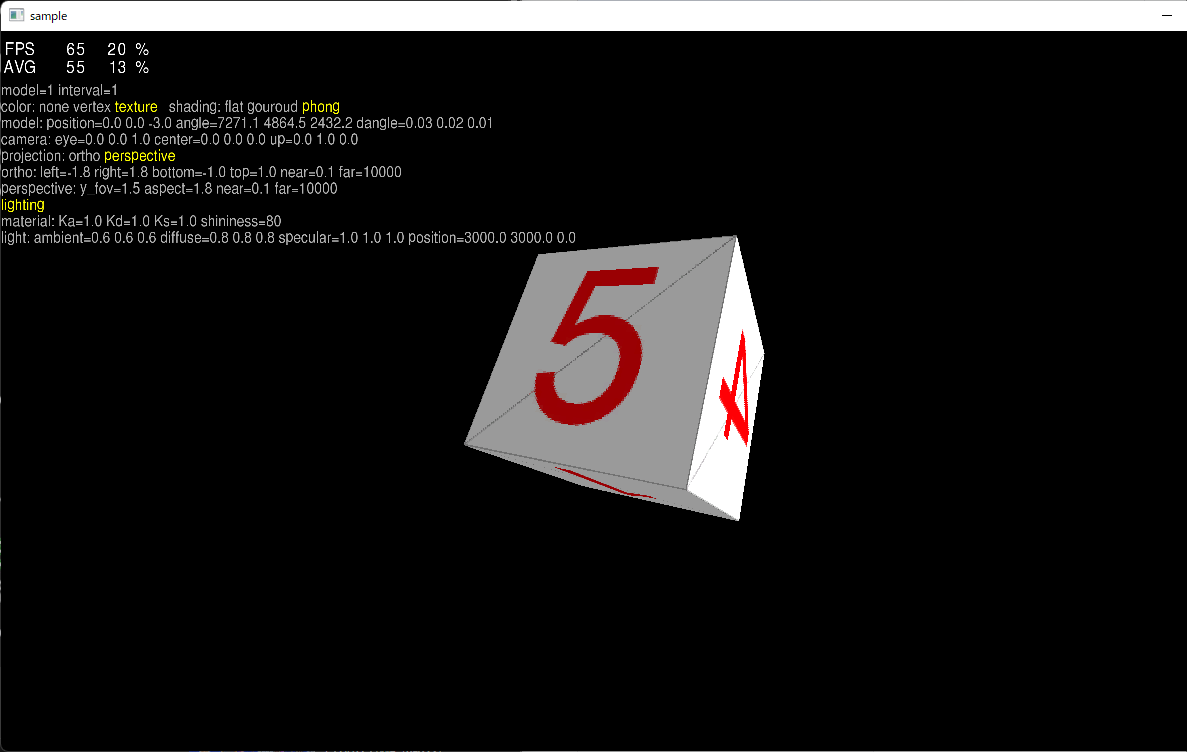 sample
FPS 65 20 %
AVG 55 13 %
model=1 interval=1
color: none vertex texture shading: flat gouroud phong
model: position=0.0 0.0 -3.0 angle=7271.1 4864.5 2432.2 dangle=0.03 0.02 0.01
camera: eye=0.0 0.0 1.0 center=0.0 0.0 0.0 up=0.0 1.0 0.0
projection: ortho perspective
ortho: left=-1.8 right=1.8 bottom=-1.0 top=1.0 near=0.1 far=10000
perspective: y_fov=1.5 aspect=1.8 near=0.1 far=10000
lighting
material: Ka=1.0 Kd=1.0 Ks=1.0 shininess=80
light: ambient=0.6 0.6 0.6 diffuse=0.8 0.8 0.8 specular=1.0 1.0 1.0 position=3000.0 3000.0 0.0
5
4